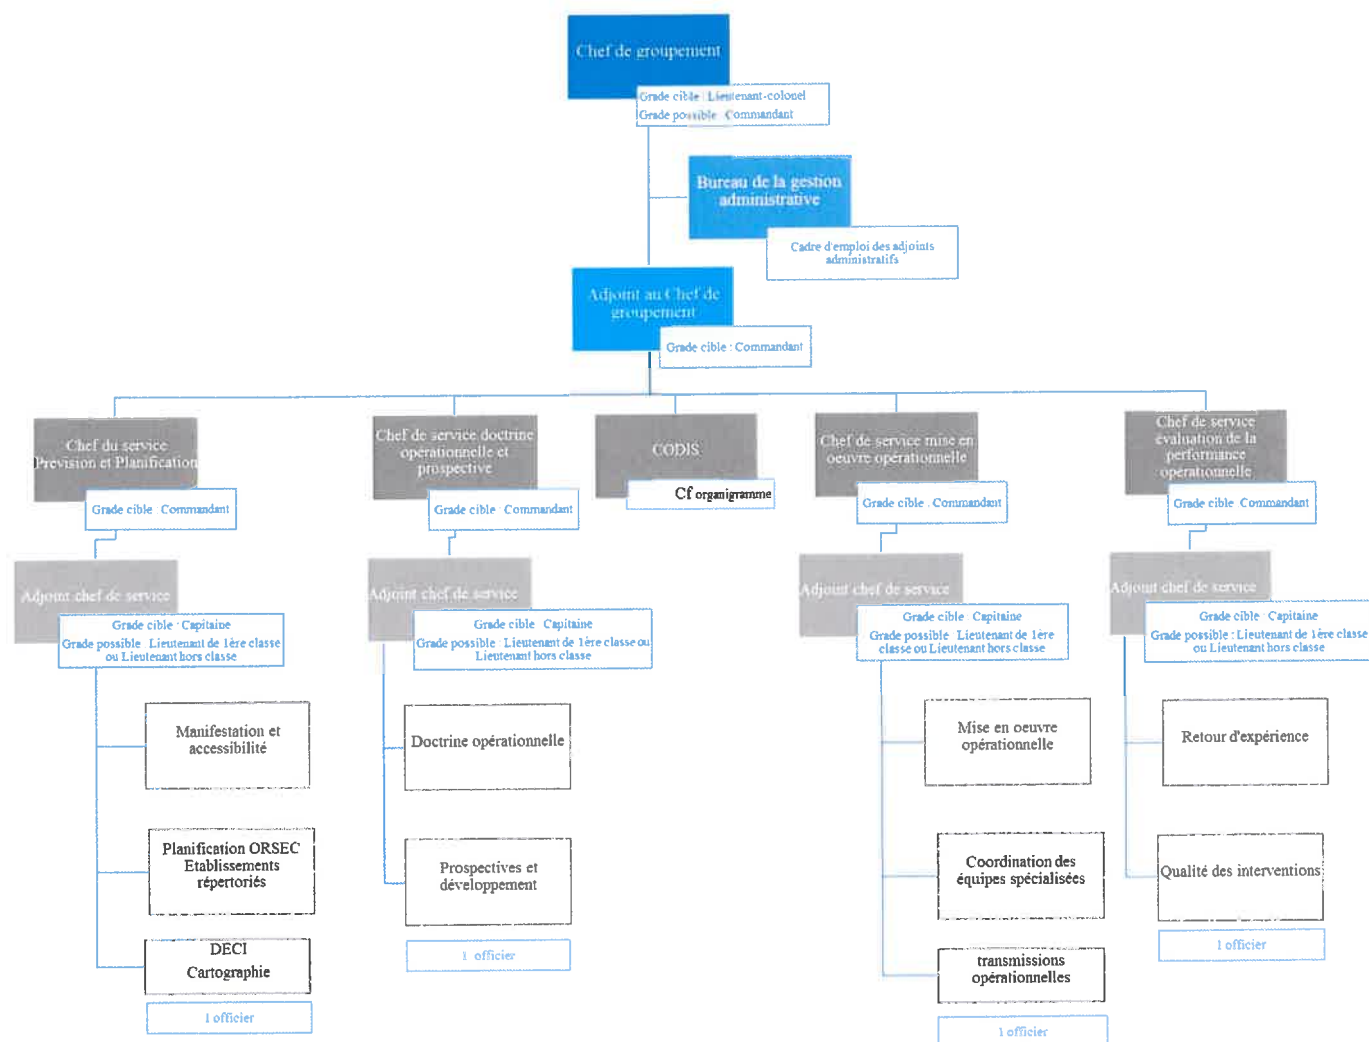 Chef de groupement
Grade cible : Lieutenant-colonel
Grade possible : Commandant
Bureau de la gestion
administrative
Cadre d'emploi des adjoints
administratifs
Adjoint au Chef de
groupement
Grade cible : Commandant
Chef du service
Prévision et Planification
Grade cible : Commandant
Adjoint chef de service
Grade cible : Capitaine
Grade possible : Lieutenant de 1ère classe
ou Lieutenant hors classe
Manifestation et
accessibilité
Planification ORSEC
Etablissements
répertoriés
DECI
Cartographie
1 officier
Chef de service doctrine
opérationnelle et
prospective
Grade cible : Commandant
Adjoint chef de service
Grade cible : Capitaine
Grade possible : Lieutenant de 1ère classe ou
Lieutenant hors classe
Doctrine opérationnelle
Prospectives et
développement
1 officier
CODIS
Cf organigramme
Chef de service mise en
oeuvre opérationnelle
Grade cible : Commandant
Adjoint chef de service
Grade cible : Capitaine
Grade possible : Lieutenant de 1ère
classe ou Lieutenant hors classe
Mise en oeuvre
opérationnelle
Coordination des
équipes spécialisées
transmissions
opérationnelles
1 officier
Chef de service
évaluation de la
performance
opérationnelle
Grade cible : Commandant
Adjoint chef de service
Grade cible : Capitaine
Grade possible : Lieutenant de 1ère classe
ou Lieutenant hors classe
Retour d'expérience
Qualité des interventions
1 officier